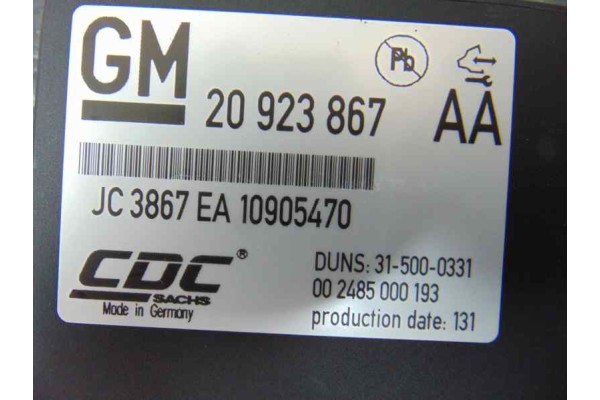 GM
Pb
20 923 867
AA
JC 3867 EA 10905470
CDC®
SACHS
Made in Germany
DUNS: 31-500-0331
00 2485 000 193
production date: 131